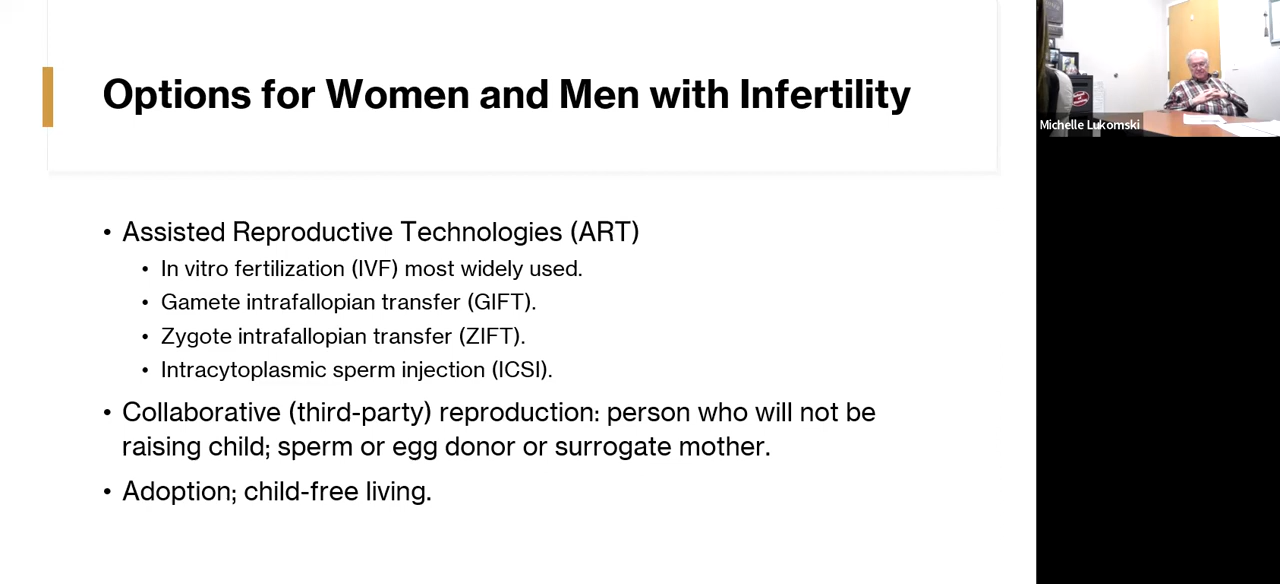 Options for Women and Men with Infertility
• Assisted Reproductive Technologies (ART)
• In vitro fertilization (IVF) most widely used.
• Gamete intrafallopian transfer (GIFT).
• Zygote intrafallopian transfer (ZIFT).
• Intracytoplasmic sperm injection (ICSI).
• Collaborative (third-party) reproduction: person who will not be
raising child; sperm or egg donor or surrogate mother.
• Adoption; child-free living.
Michelle Lukomski